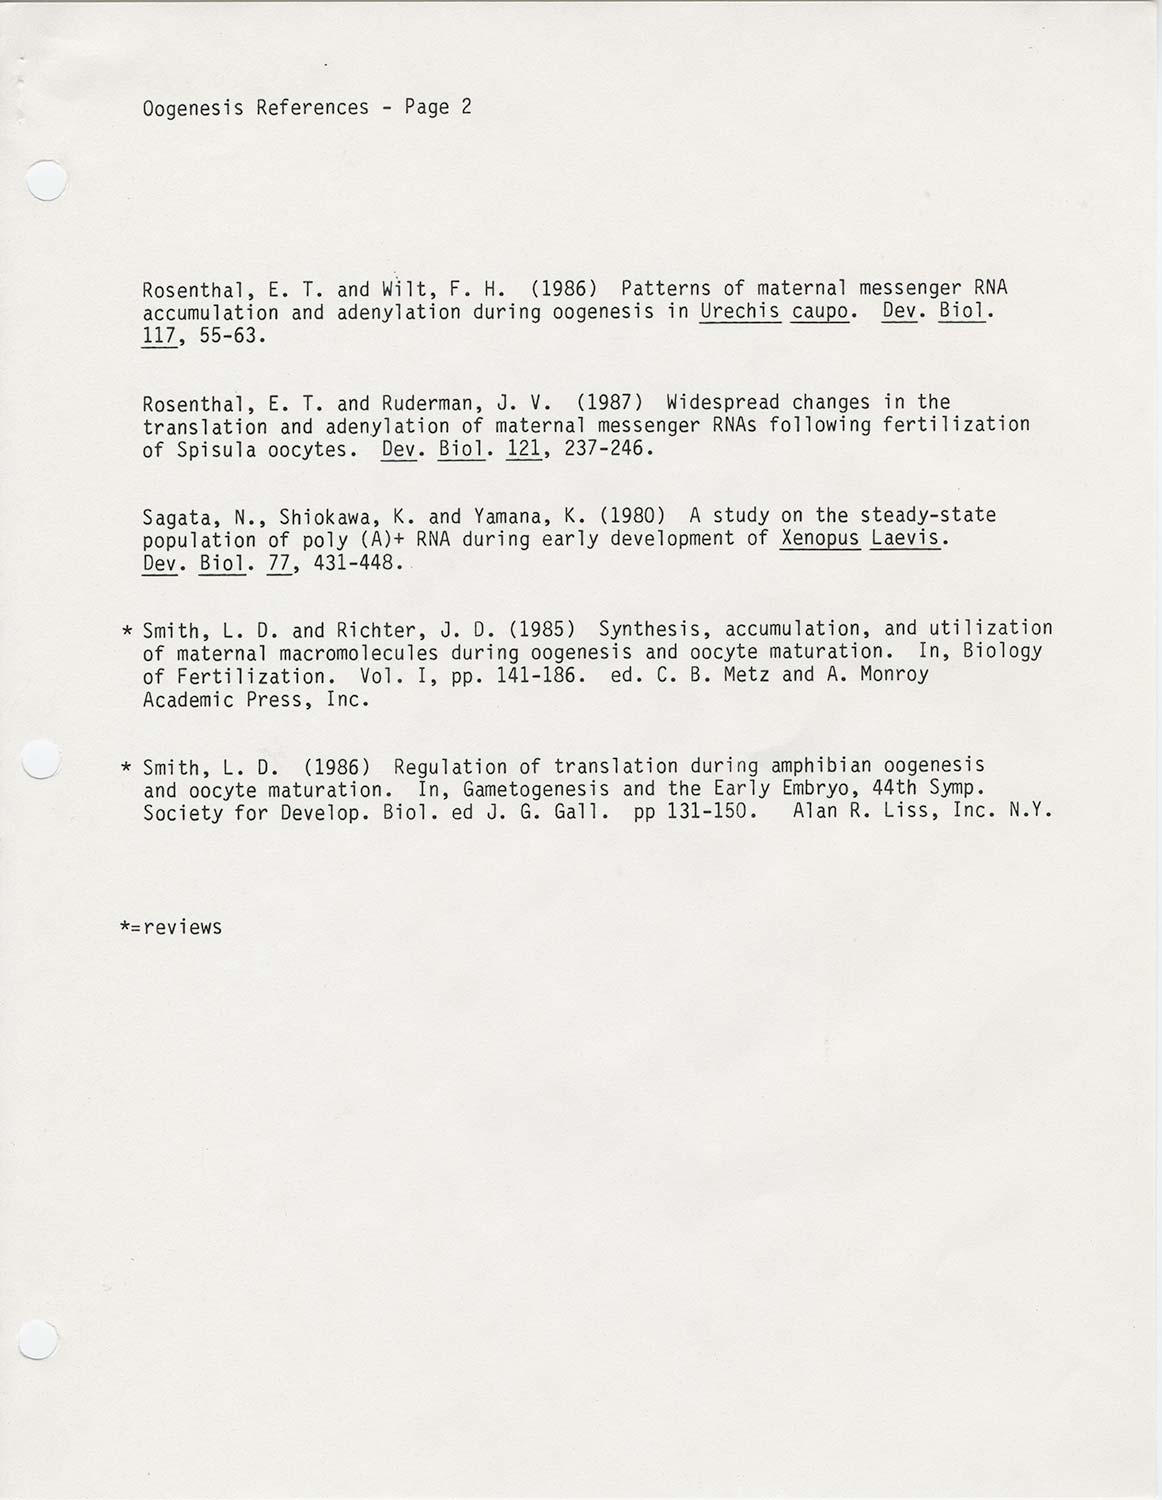 Oogenesis References - Page 2
Rosenthal, E. T. and Wilt, F. H. (1986) Patterns of maternal messenger RNA
accumulation and adenylation during oogenesis in Urechis caupo. Dev. Biol.
117, 55-63.
Rosenthal, E. T. and Ruderman, J. V. (1987) Widespread changes in the
translation and adenylation of maternal messenger RNAs following fertilization
of Spisula oocytes. Dev. Biol. 121, 237-246.
Sagata, N., Shiokawa, K. and Yamana, K. (1980) A study on the steady-state
population of poly (A)+ RNA during early development of Xenopus Laevis.
Dev. Biol. 77, 431-448.
* Smith, L. D. and Richter, J. D. (1985) Synthesis, accumulation, and utilization
of maternal macromolecules during oogenesis and oocyte maturation. In, Biology
of Fertilization. Vol. I, pp. 141-186. ed. C. B. Metz and A. Monroy
Academic Press, Inc.
* Smith, L. D. (1986) Regulation of translation during amphibian oogenesis
and oocyte maturation. In, Gametogenesis and the Early Embryo, 44th Symp.
Society for Develop. Biol. ed J. G. Gall. pp 131-150. Alan R. Liss, Inc. N.Y.
*=reviews